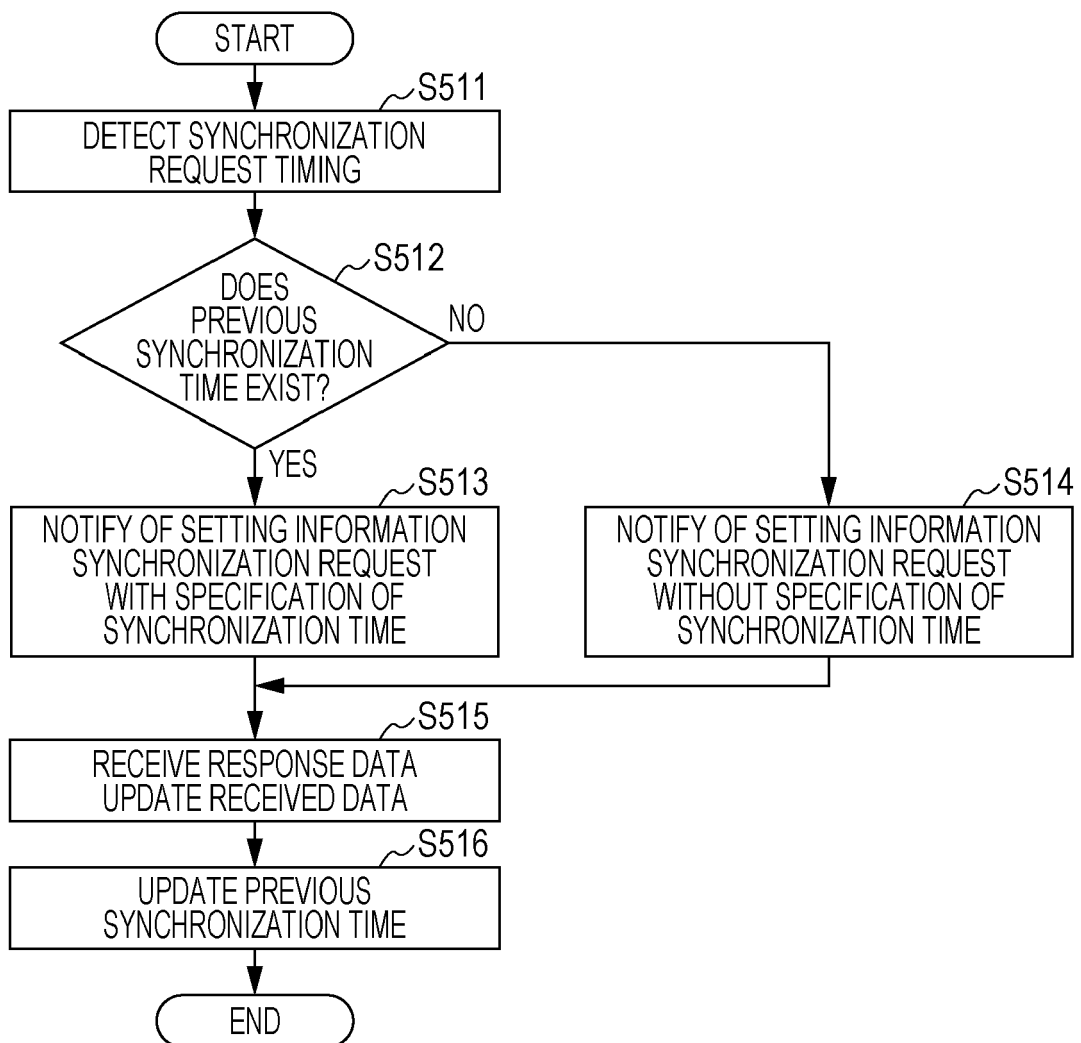 START
S511
DETECT SYNCHRONIZATION
REQUEST TIMING
S512
DOES
PREVIOUS
SYNCHRONIZATION
TIME EXIST?
NO
YES
S513
NOTIFY OF SETTING INFORMATION
SYNCHRONIZATION REQUEST
WITH SPECIFICATION OF
SYNCHRONIZATION TIME
S514
NOTIFY OF SETTING INFORMATION
SYNCHRONIZATION REQUEST
WITHOUT SPECIFICATION OF
SYNCHRONIZATION TIME
S515
RECEIVE RESPONSE DATA
UPDATE RECEIVED DATA
S516
UPDATE PREVIOUS
SYNCHRONIZATION TIME
END